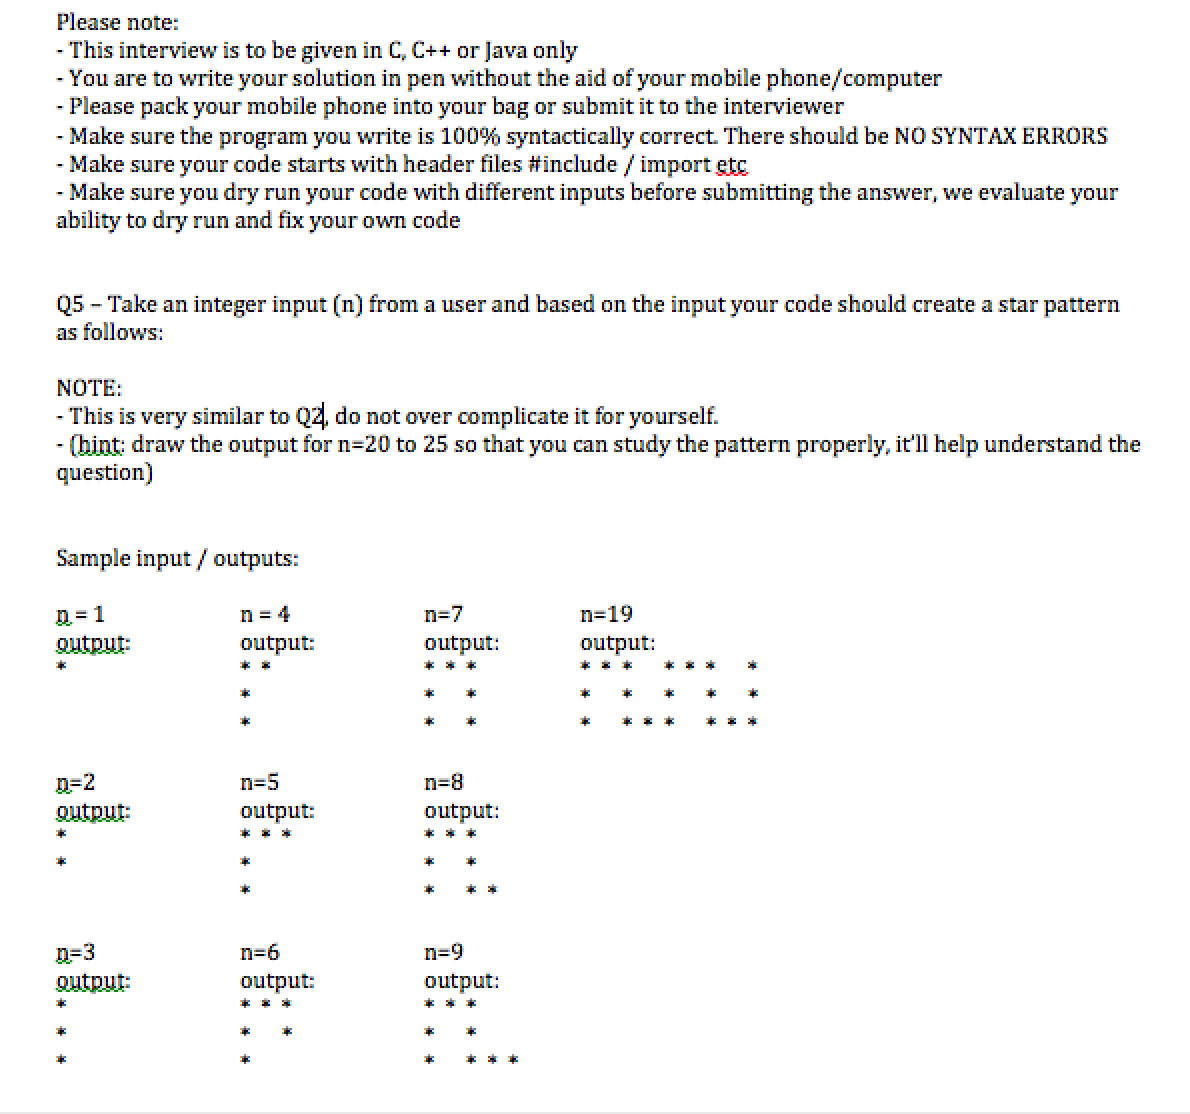 Please note:
- This interview is to be given in C, C++ or Java only
- You are to write your solution in pen without the aid of your mobile phone/computer
- Please pack your mobile phone into your bag or submit it to the interviewer
- Make sure the program you write is 100% syntactically correct. There should be NO SYNTAX ERRORS
- Make sure your code starts with header files #include / import etc
- Make sure you dry run your code with different inputs before submitting the answer, we evaluate your
ability to dry run and fix your own code
Q5 – Take an integer input (n) from a user and based on the input your code should create a star pattern
as follows:
NOTE:
- This is very similar to Q2, do not over complicate it for yourself.
- (hint: draw the output for n=20 to 25 so that you can study the pattern properly, it'll help understand the
question)
Sample input / outputs:
n = 1 n = 4 n=7 n=19
output: output: output: output:
* * * * * * * * * * * * *
* * * * * * * * *
* * * * * * * * * * *
n=2 n=5 n=8
output: output: output:
* * * * * * *
* * * *
* * * *
n=3 n=6 n=9
output: output: output:
* * * * * * *
* * * * *
* * * * * *